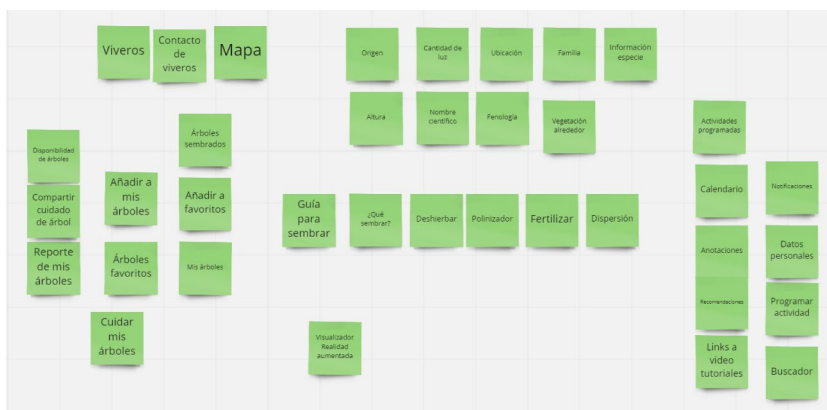 Viveros
Contacto
de
viveros
Mapa
Origen
Cantidad de
luz
Ubicación
Familia
Información
especie
Altura
Nombre
científico
Fenología
Vegetación
alrededor
Actividades
programadas
Disponibilidad
de árboles
Árboles
sembrados
Compartir
cuidado
de árbol
Añadir a
mis
árboles
Añadir a
favoritos
Reporte
de mis
árboles
Árboles
favoritos
Mis árboles
Cuidar
mis
árboles
Guía
para
sembrar
¿Qué
sembrar?
Deshierbar
Polinizador
Fertilizar
Dispersión
Visualizador
Realidad
aumentada
Calendario
Notificaciones
Anotaciones
Datos
personales
Recomendaciones
Programar
actividad
Links a
video
tutoriales
Buscador